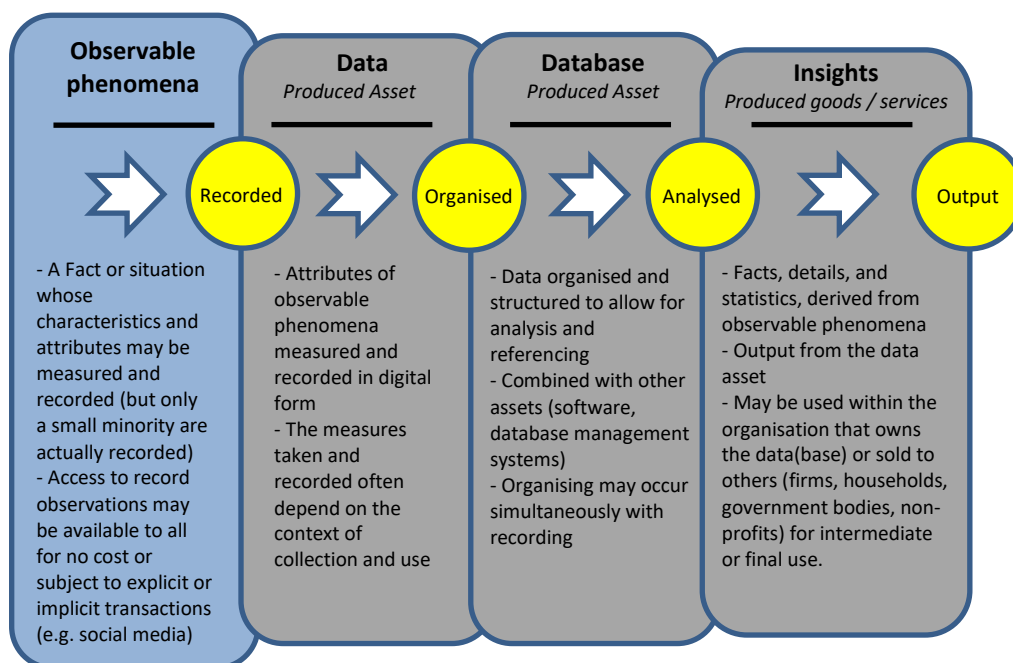 Observable
phenomena
Recorded
- A Fact or situation
whose
characteristics and
attributes may be
measured and
recorded (but only
a small minority are
actually recorded)
- Access to record
observations may
be available to all
for no cost or
subject to explicit or
implicit transactions
(e.g. social media)
Data
Produced Asset
Organised
- Attributes of
observable
phenomena
measured and
recorded in digital
form
- The measures
taken and
recorded often
depend on the
context of
collection and use
Database
Produced Asset
Analysed
- Data organised and
structured to allow for
analysis and
referencing
- Combined with other
assets (software,
database management
systems)
- Organising may occur
simultaneously with
recording
Insights
Produced goods / services
Output
- Facts, details, and
statistics, derived from
observable phenomena
- Output from the data
asset
- May be used within the
organisation that owns
the data(base) or sold to
others (firms, households,
government bodies, non-
profits) for intermediate
or final use.